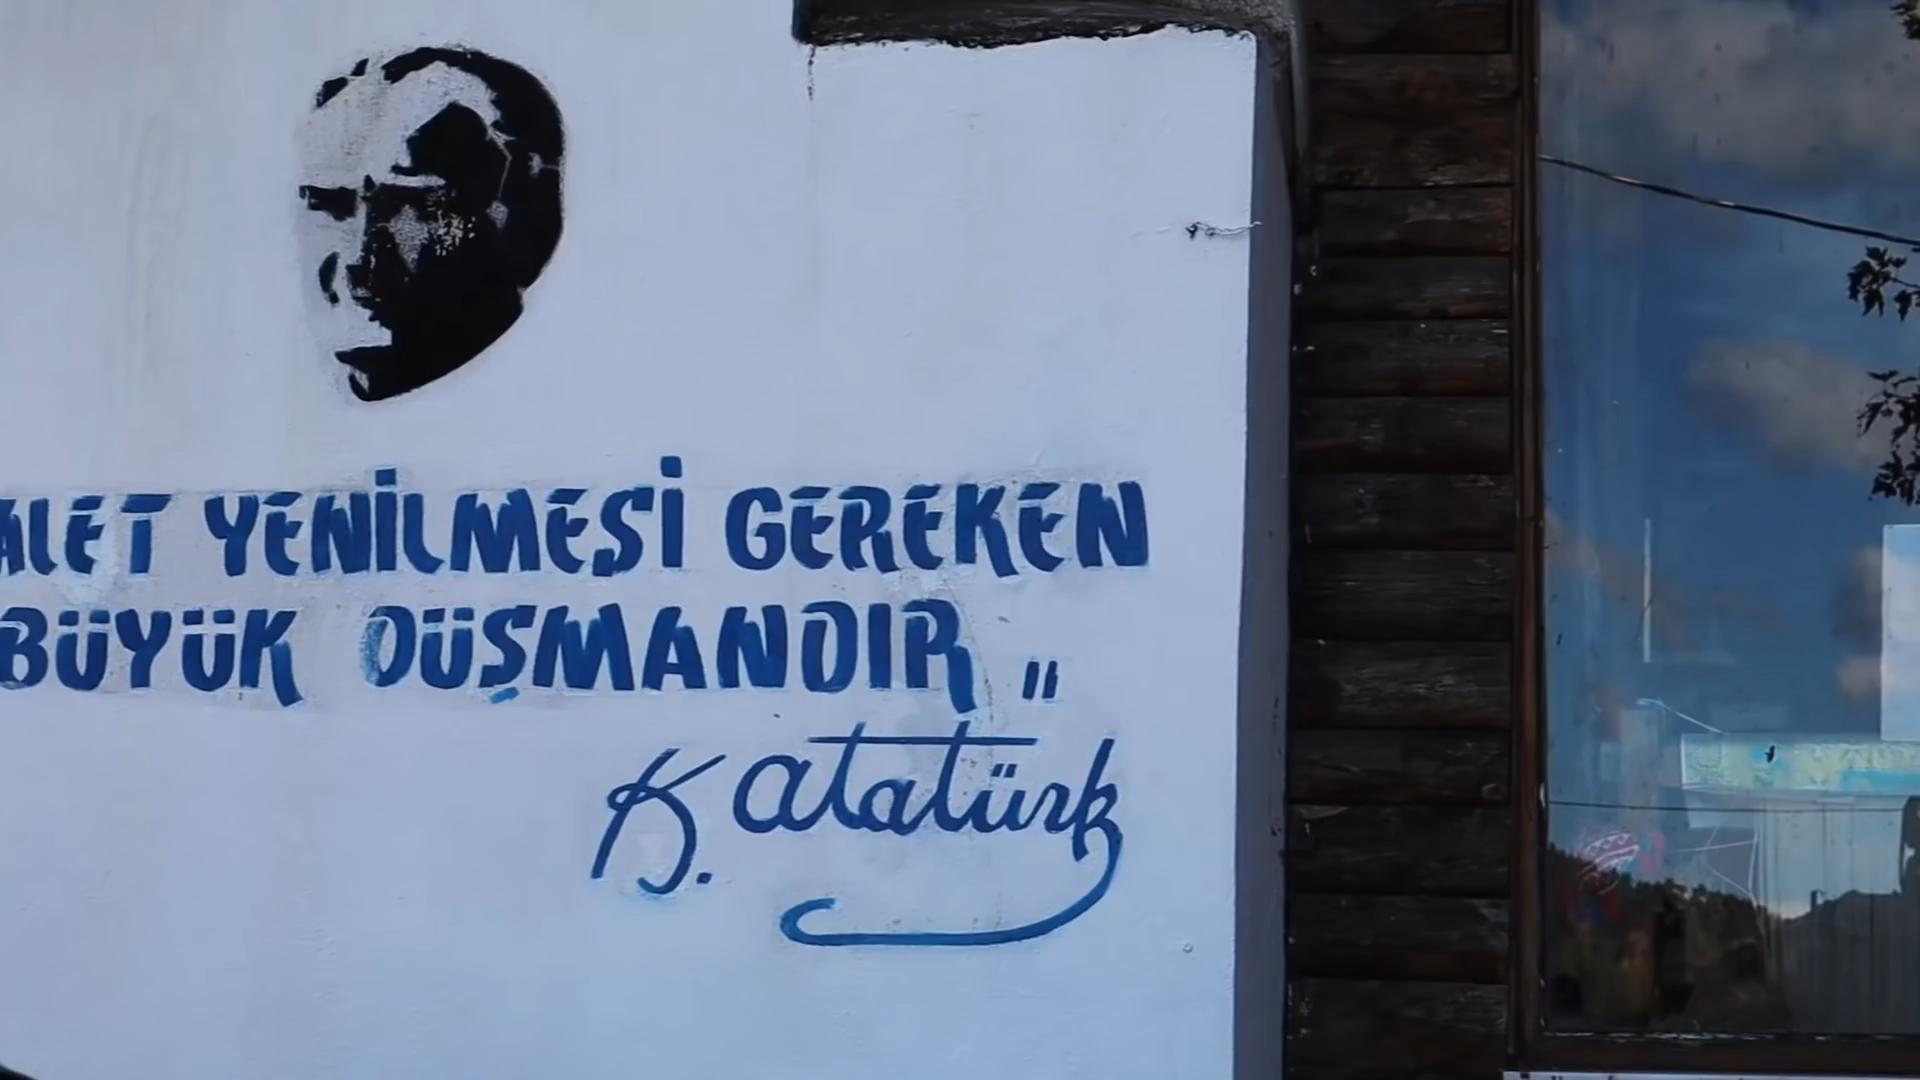 ALET YENİLMESİ GEREKEN
BÜYÜK DÜŞMANDIR "
K. Atatürk